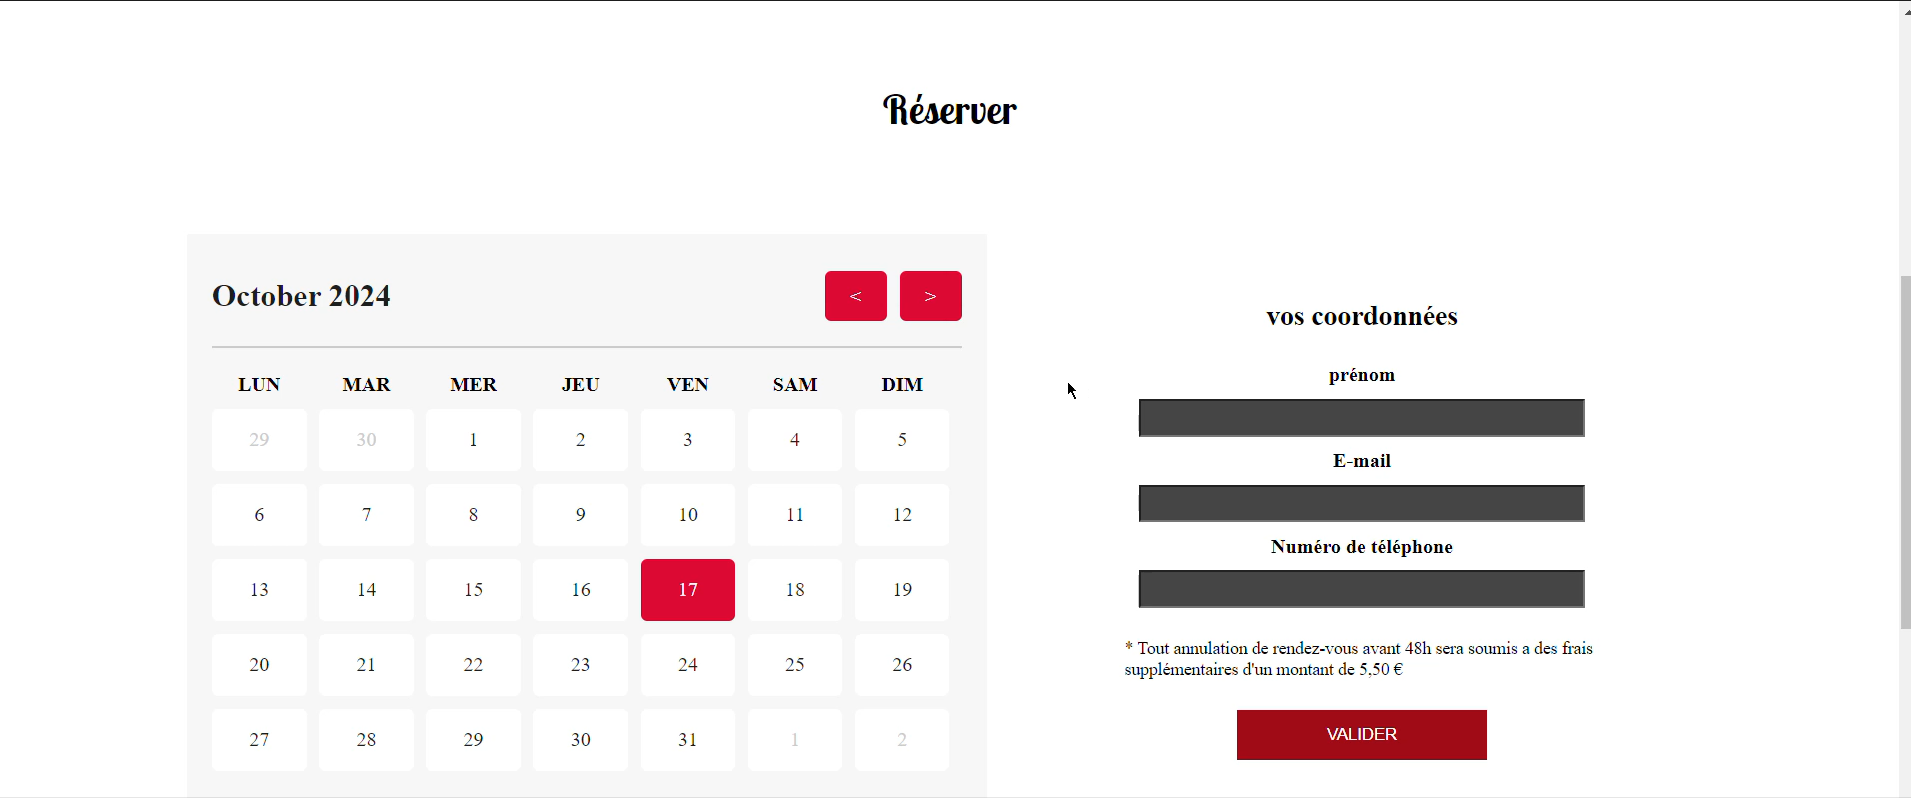 Réserver
October 2024
< >
LUN MAR MER JEU VEN SAM DIM
29 30 1 2 3 4 5
6 7 8 9 10 11 12
13 14 15 16 17 18 19
20 21 22 23 24 25 26
27 28 29 30 31 1 2
vos coordonnées
prénom
E-mail
Numéro de téléphone
* Tout annulation de rendez-vous avant 48h sera soumis a des frais
supplémentaires d'un montant de 5,50 €
VALIDER